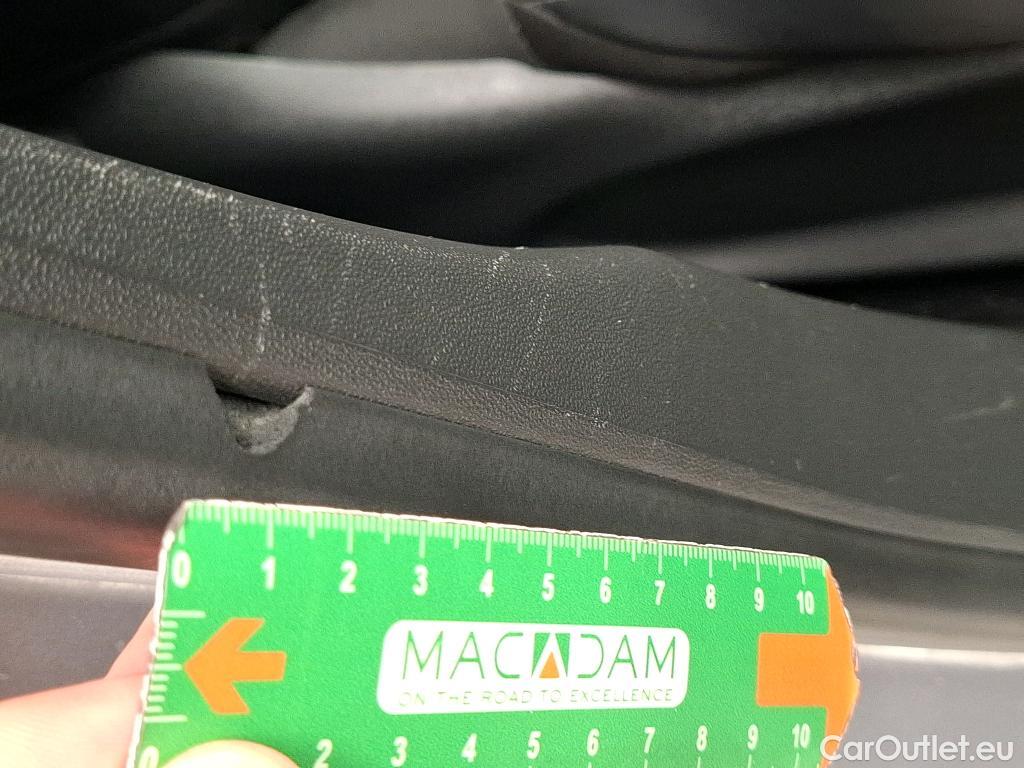 0 1 2 3 4 5 6 7 8 9 10
MACADAM
ON THE ROAD TO EXCELLENCE
0 2 3 4 5 6 7 8 9 10
CarOutlet.eu